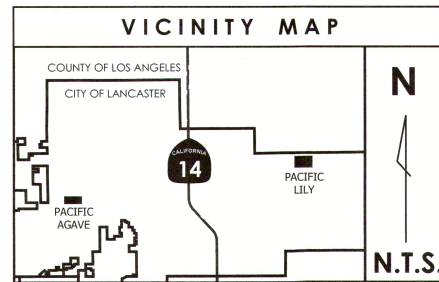 VICINITY MAP
COUNTY OF LOS ANGELES
CITY OF LANCASTER
N
CALIFORNIA
14
PACIFIC
LILY
PACIFIC
AGAVE
N.T.S.